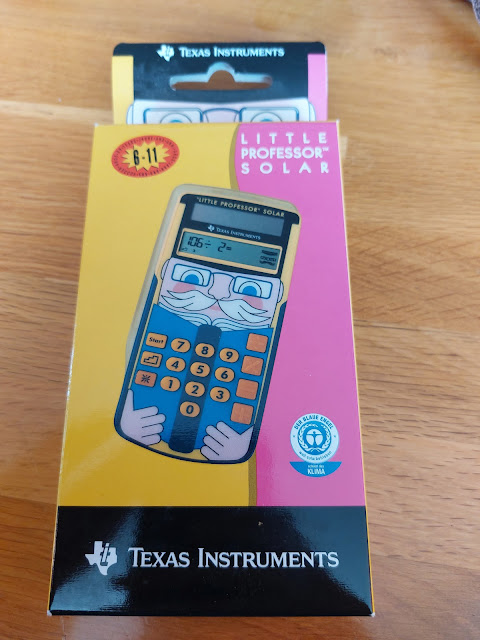 TEXAS INSTRUMENTS
6-11
LITTLE
PROFESSOR™
SOLAR
"LITTLE PROFESSOR" SOLAR
TEXAS INSTRUMENTS
106÷ 2=
Start 7 8 9
4 5 6
1 2 3
0
DER BLAUE ENGEL
KLIMA
TEXAS INSTRUMENTS